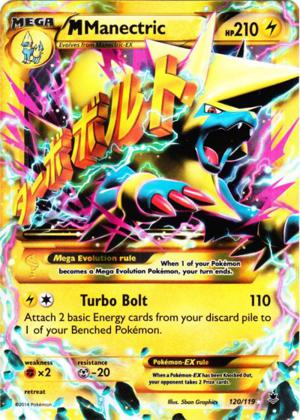 MEGA
M Manectric
HP210
Evolves from Manectric-EX
ターボボルト
Mega Evolution rule
When 1 of your Pokémon
becomes a Mega Evolution Pokémon, your turn ends.
Turbo Bolt 110
Attach 2 basic Energy cards from your discard pile to
1 of your Benched Pokémon.
weakness resistance
×2 -20
retreat
Pokémon-EX rule
When a Pokémon-EX has been Knocked Out,
your opponent takes 2 Prize cards.
Illus. 5ban Graphics 120/119